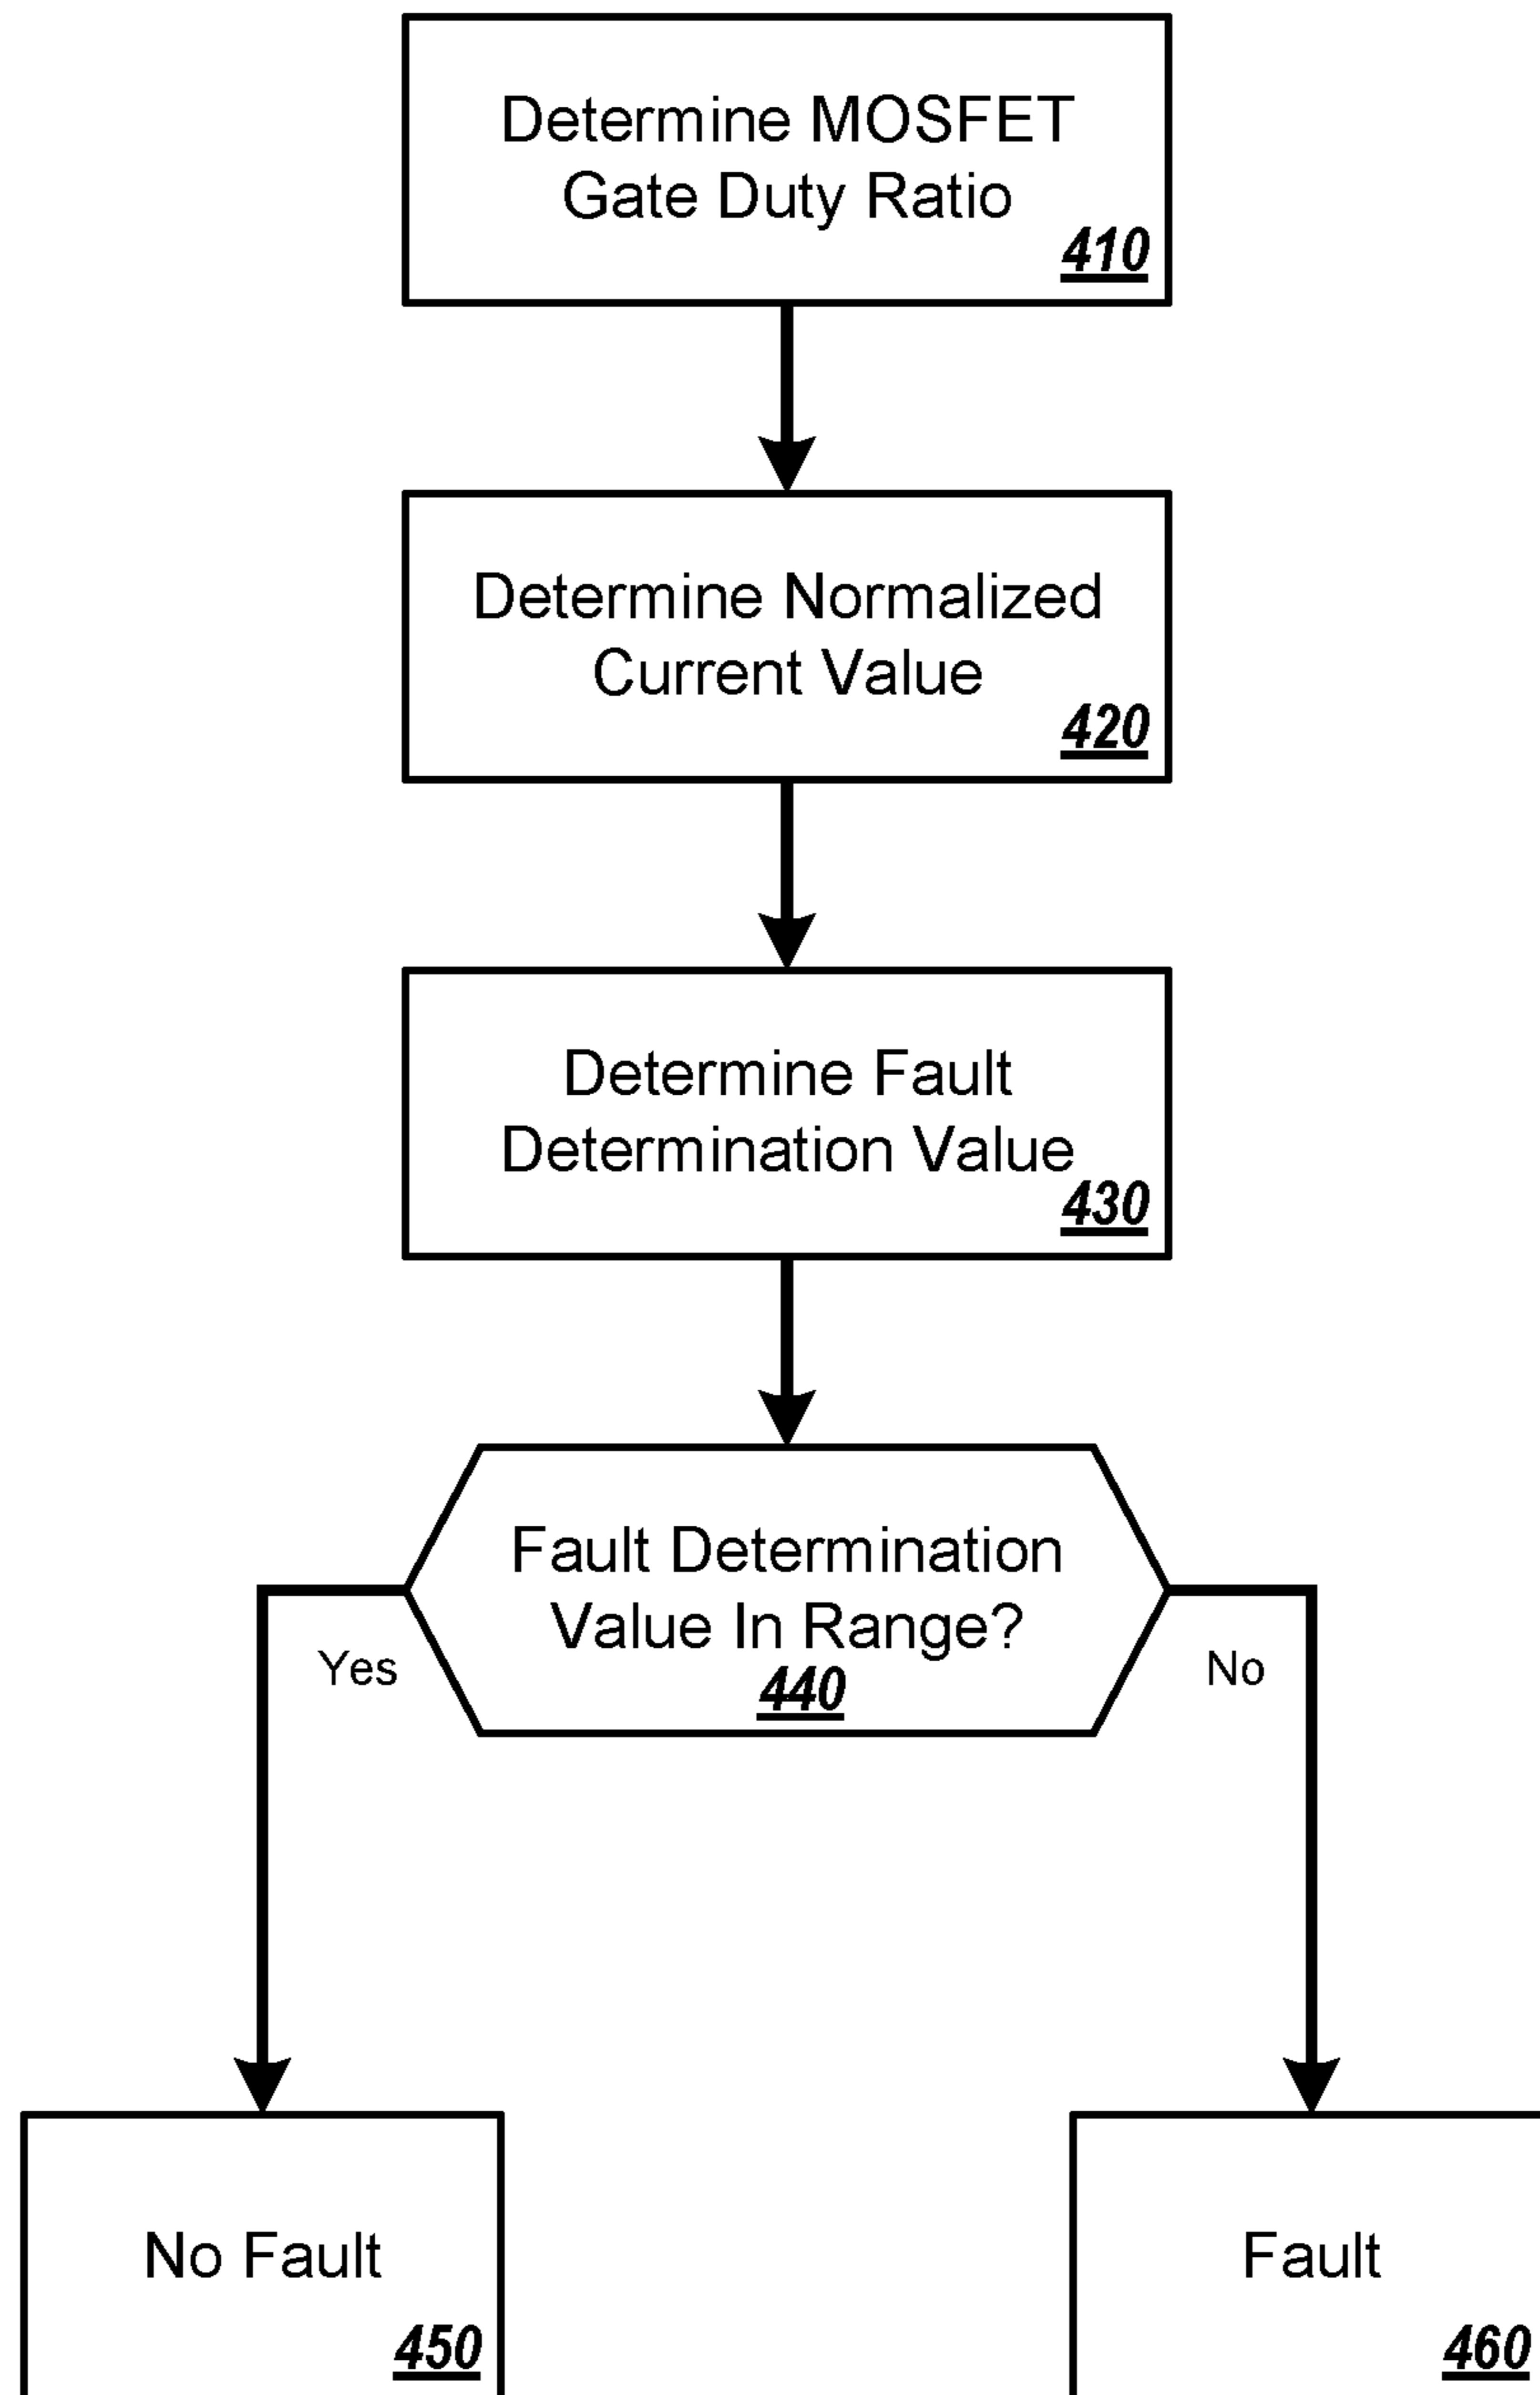 Determine MOSFET
Gate Duty Ratio
410
Determine Normalized
Current Value
420
Determine Fault
Determination Value
430
Fault Determination
Value In Range?
440
Yes
No
No Fault
450
Fault
460